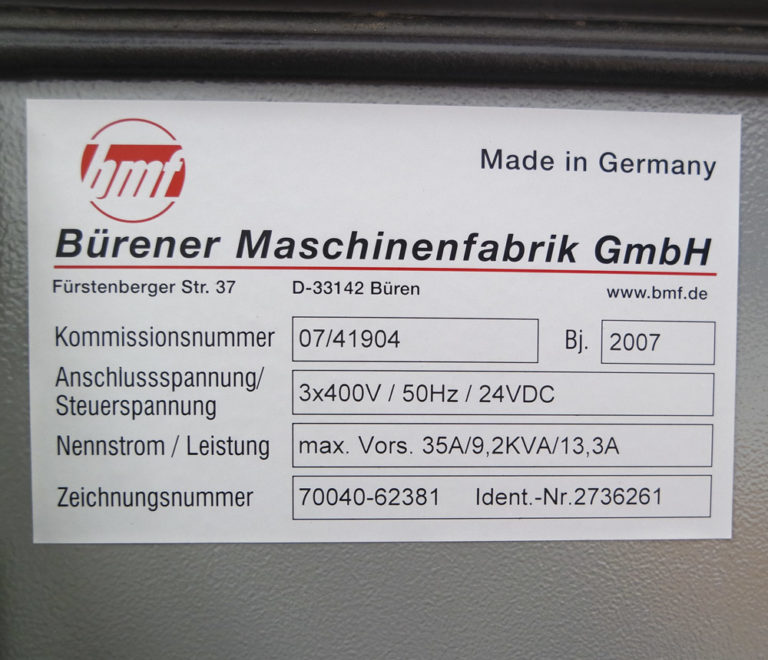 bmf
Made in Germany
Bürener Maschinenfabrik GmbH
Fürstenberger Str. 37 D-33142 Büren www.bmf.de
Kommissionsnummer 07/41904 Bj. 2007
Anschlussspannung/
Steuerspannung 3x400V / 50Hz / 24VDC
Nennstrom / Leistung max. Vors. 35A/9,2KVA/13,3A
Zeichnungsnummer 70040-62381 Ident.-Nr.2736261